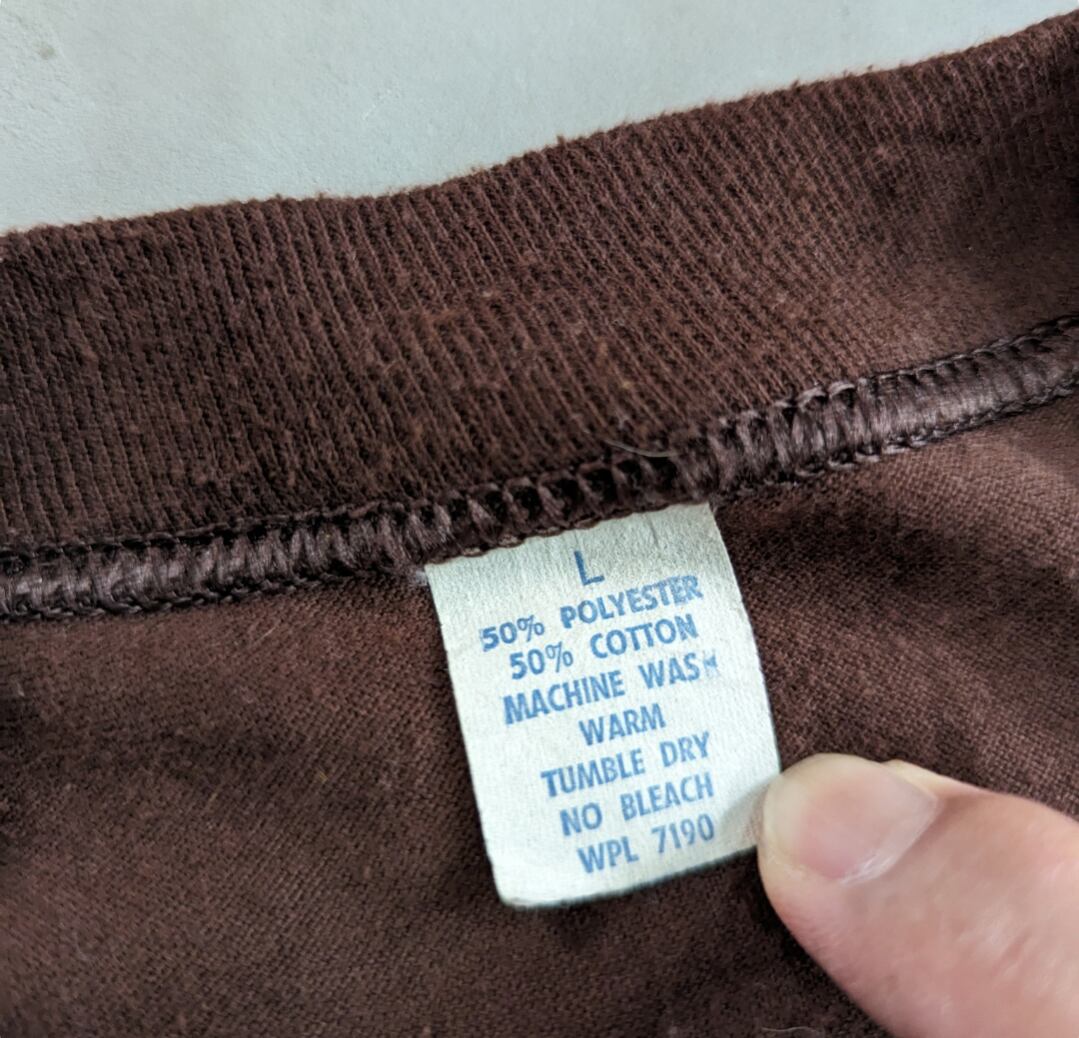 L
50% POLYESTER
50% COTTON
MACHINE WASH
WARM
TUMBLE DRY
NO BLEACH
WPL 7190